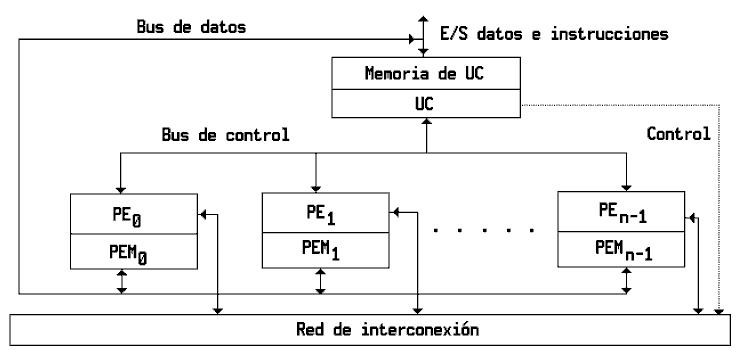 Bus de datos
E/S datos e instrucciones
Memoria de UC
UC
Bus de control
Control
PE0
PE1
PEn-1
PEM0
PEM1
PEMn-1
. . . . .
Red de interconexión